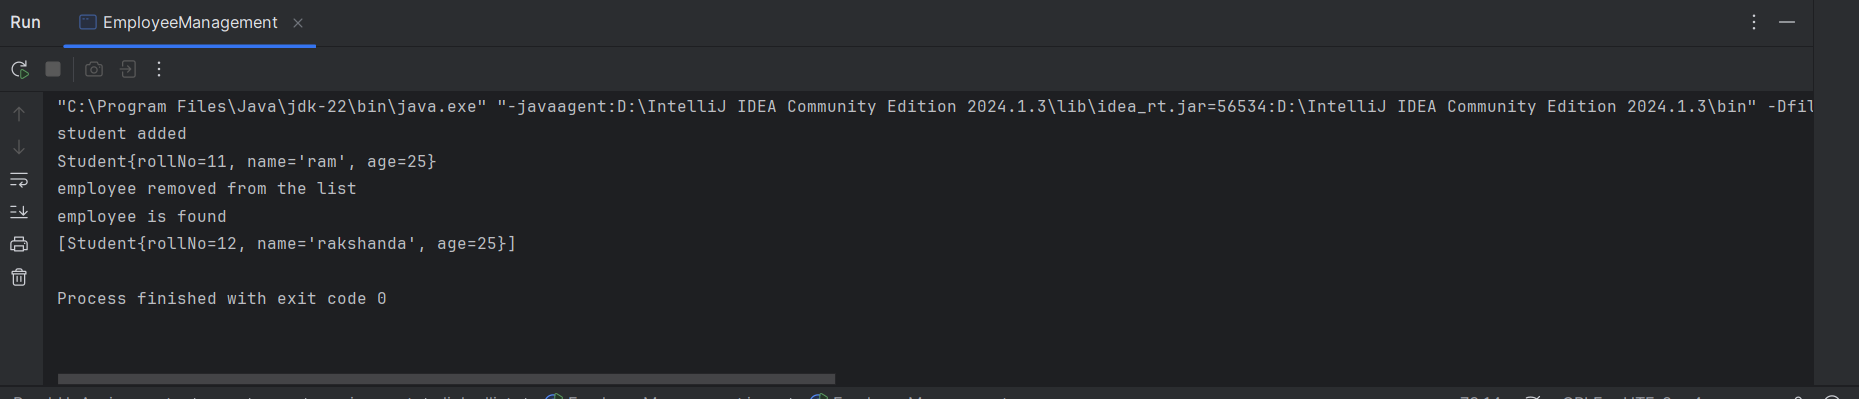 Run EmployeeManagement
"C:\Program Files\Java\jdk-22\bin\java.exe" "-javaagent:D:\IntelliJ IDEA Community Edition 2024.1.3\lib\idea_rt.jar=56534:D:\IntelliJ IDEA Community Edition 2024.1.3\bin" -Dfil
student added
Student{rollNo=11, name='ram', age=25}
employee removed from the list
employee is found
[Student{rollNo=12, name='rakshanda', age=25}]
Process finished with exit code 0